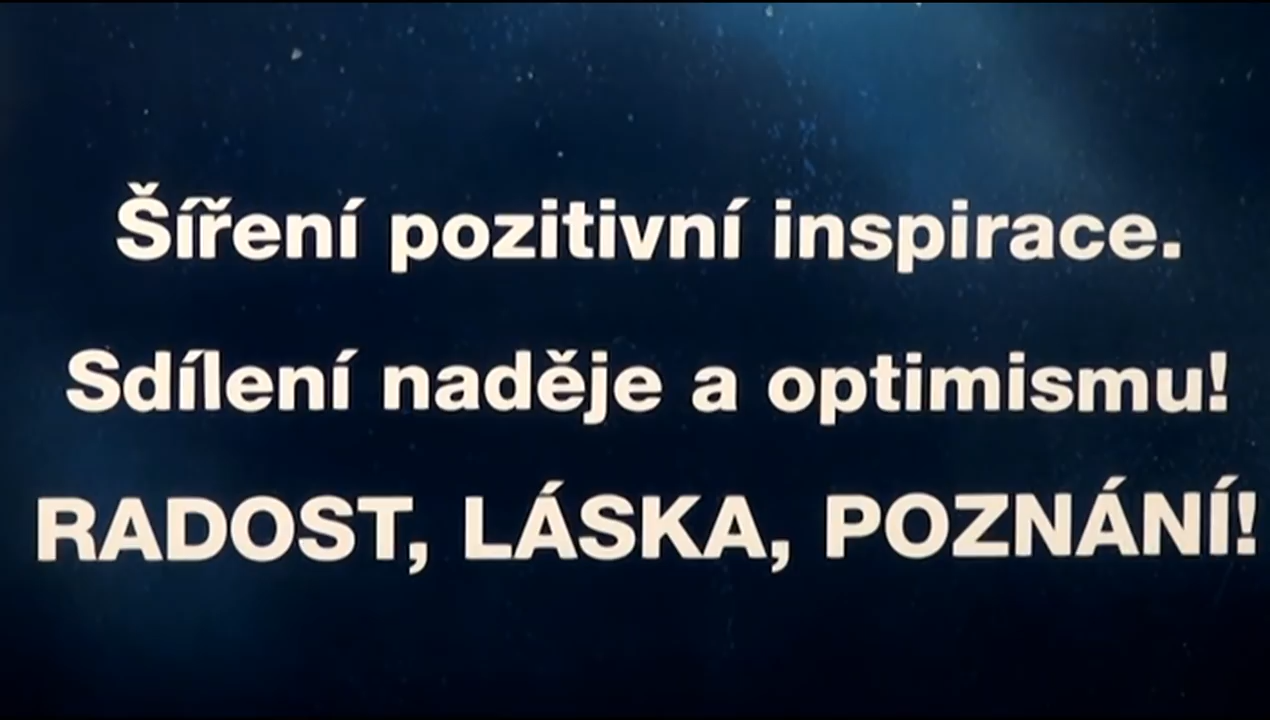 Šíření pozitivní inspirace.
Sdílení naděje a optimismu!
RADOST, LÁSKA, POZNÁNÍ!